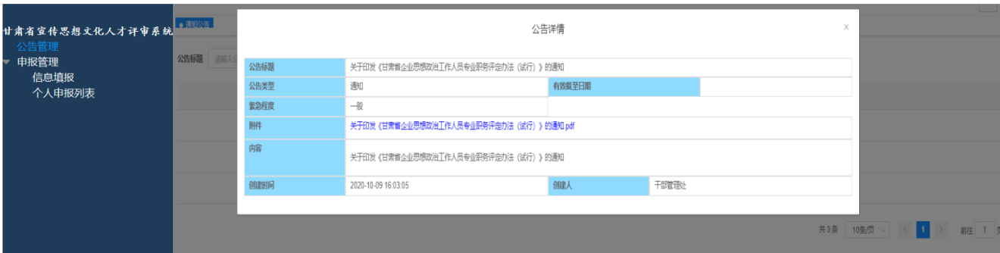 甘肃省宣传思想文化人才评审系统
公告管理
申报管理
信息填报
个人申报列表
通知公告
公告标题 请输入公
公告详情 X
公告标题 关于印发《甘肃省企业思想政治工作人员专业职务评定办法（试行）》的通知
公告类型 通知 有效截至日期
紧急程度 一般
附件 关于印发《甘肃省企业思想政治工作人员专业职务评定办法（试行）》的通知.pdf
内容 关于印发《甘肃省企业思想政治工作人员专业职务评定办法（试行）》的通知
创建时间 2020-10-09 16:03:05 创建人 干部管理处
共3条 10条/页 1 前往 1 页